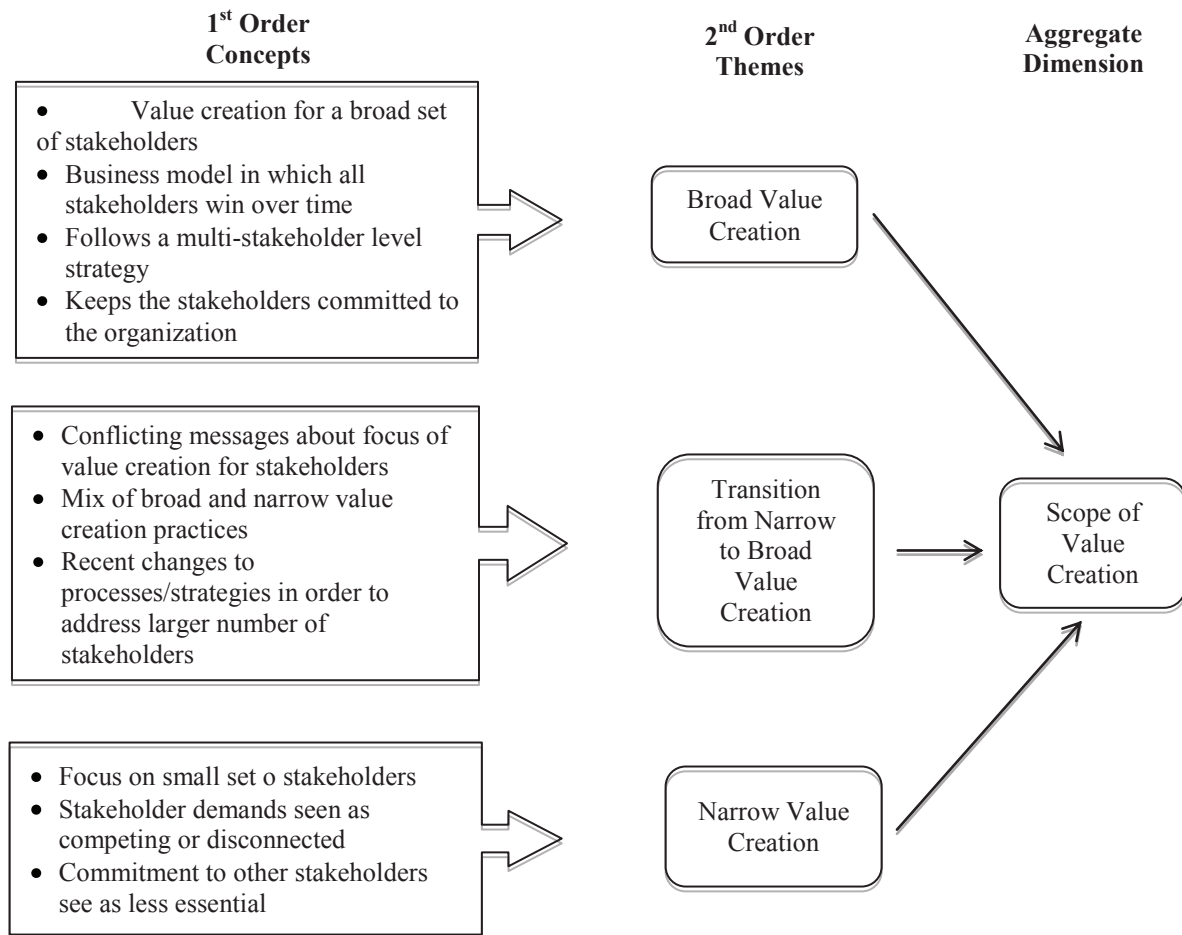 1st Order
Concepts
2nd Order
Themes
Aggregate
Dimension
• Value creation for a broad set
of stakeholders
• Business model in which all
stakeholders win over time
• Follows a multi-stakeholder level
strategy
• Keeps the stakeholders committed to
the organization
Broad Value
Creation
• Conflicting messages about focus of
value creation for stakeholders
• Mix of broad and narrow value
creation practices
• Recent changes to
processes/strategies in order to
address larger number of
stakeholders
Transition
from Narrow
to Broad
Value
Creation
Scope of
Value
Creation
• Focus on small set o stakeholders
• Stakeholder demands seen as
competing or disconnected
• Commitment to other stakeholders
see as less essential
Narrow Value
Creation